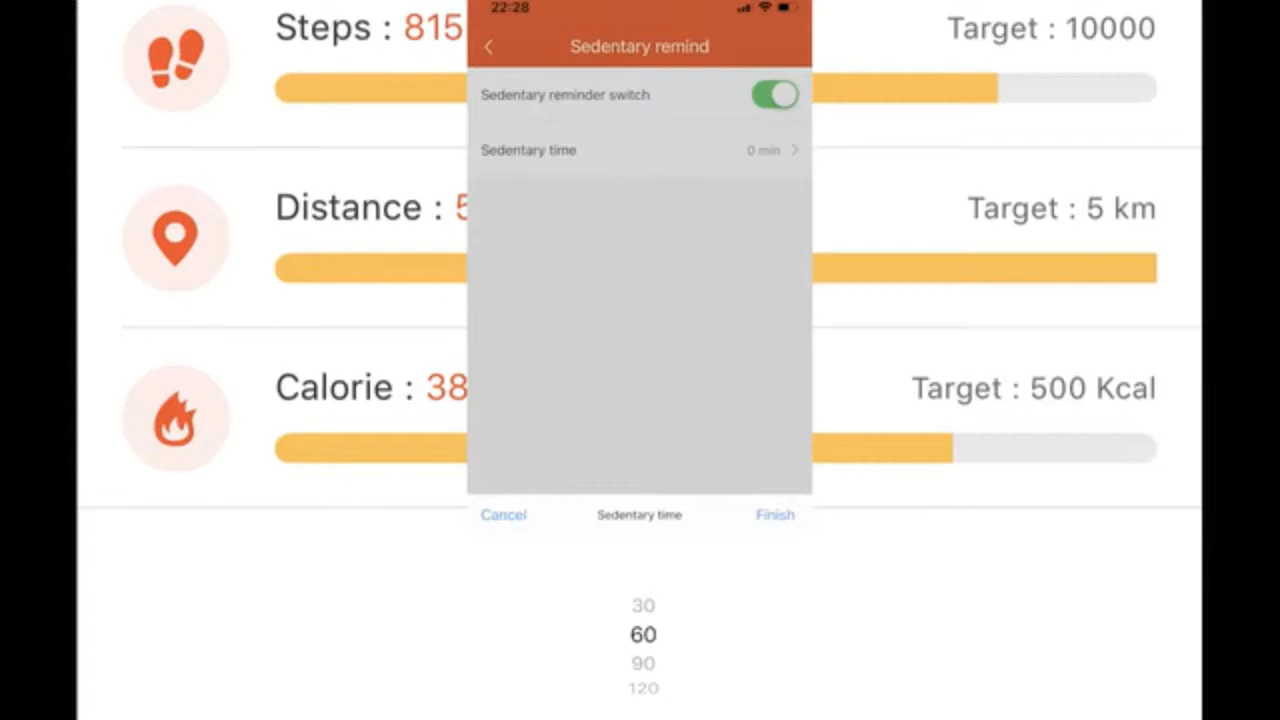 22:28
Steps : 815
Sedentary remind
Target : 10000
Sedentary reminder switch
Sedentary time
0 min
Distance : 5
Target : 5 km
Calorie : 38
Target : 500 Kcal
Cancel
Sedentary time
Finish
30
60
90
120